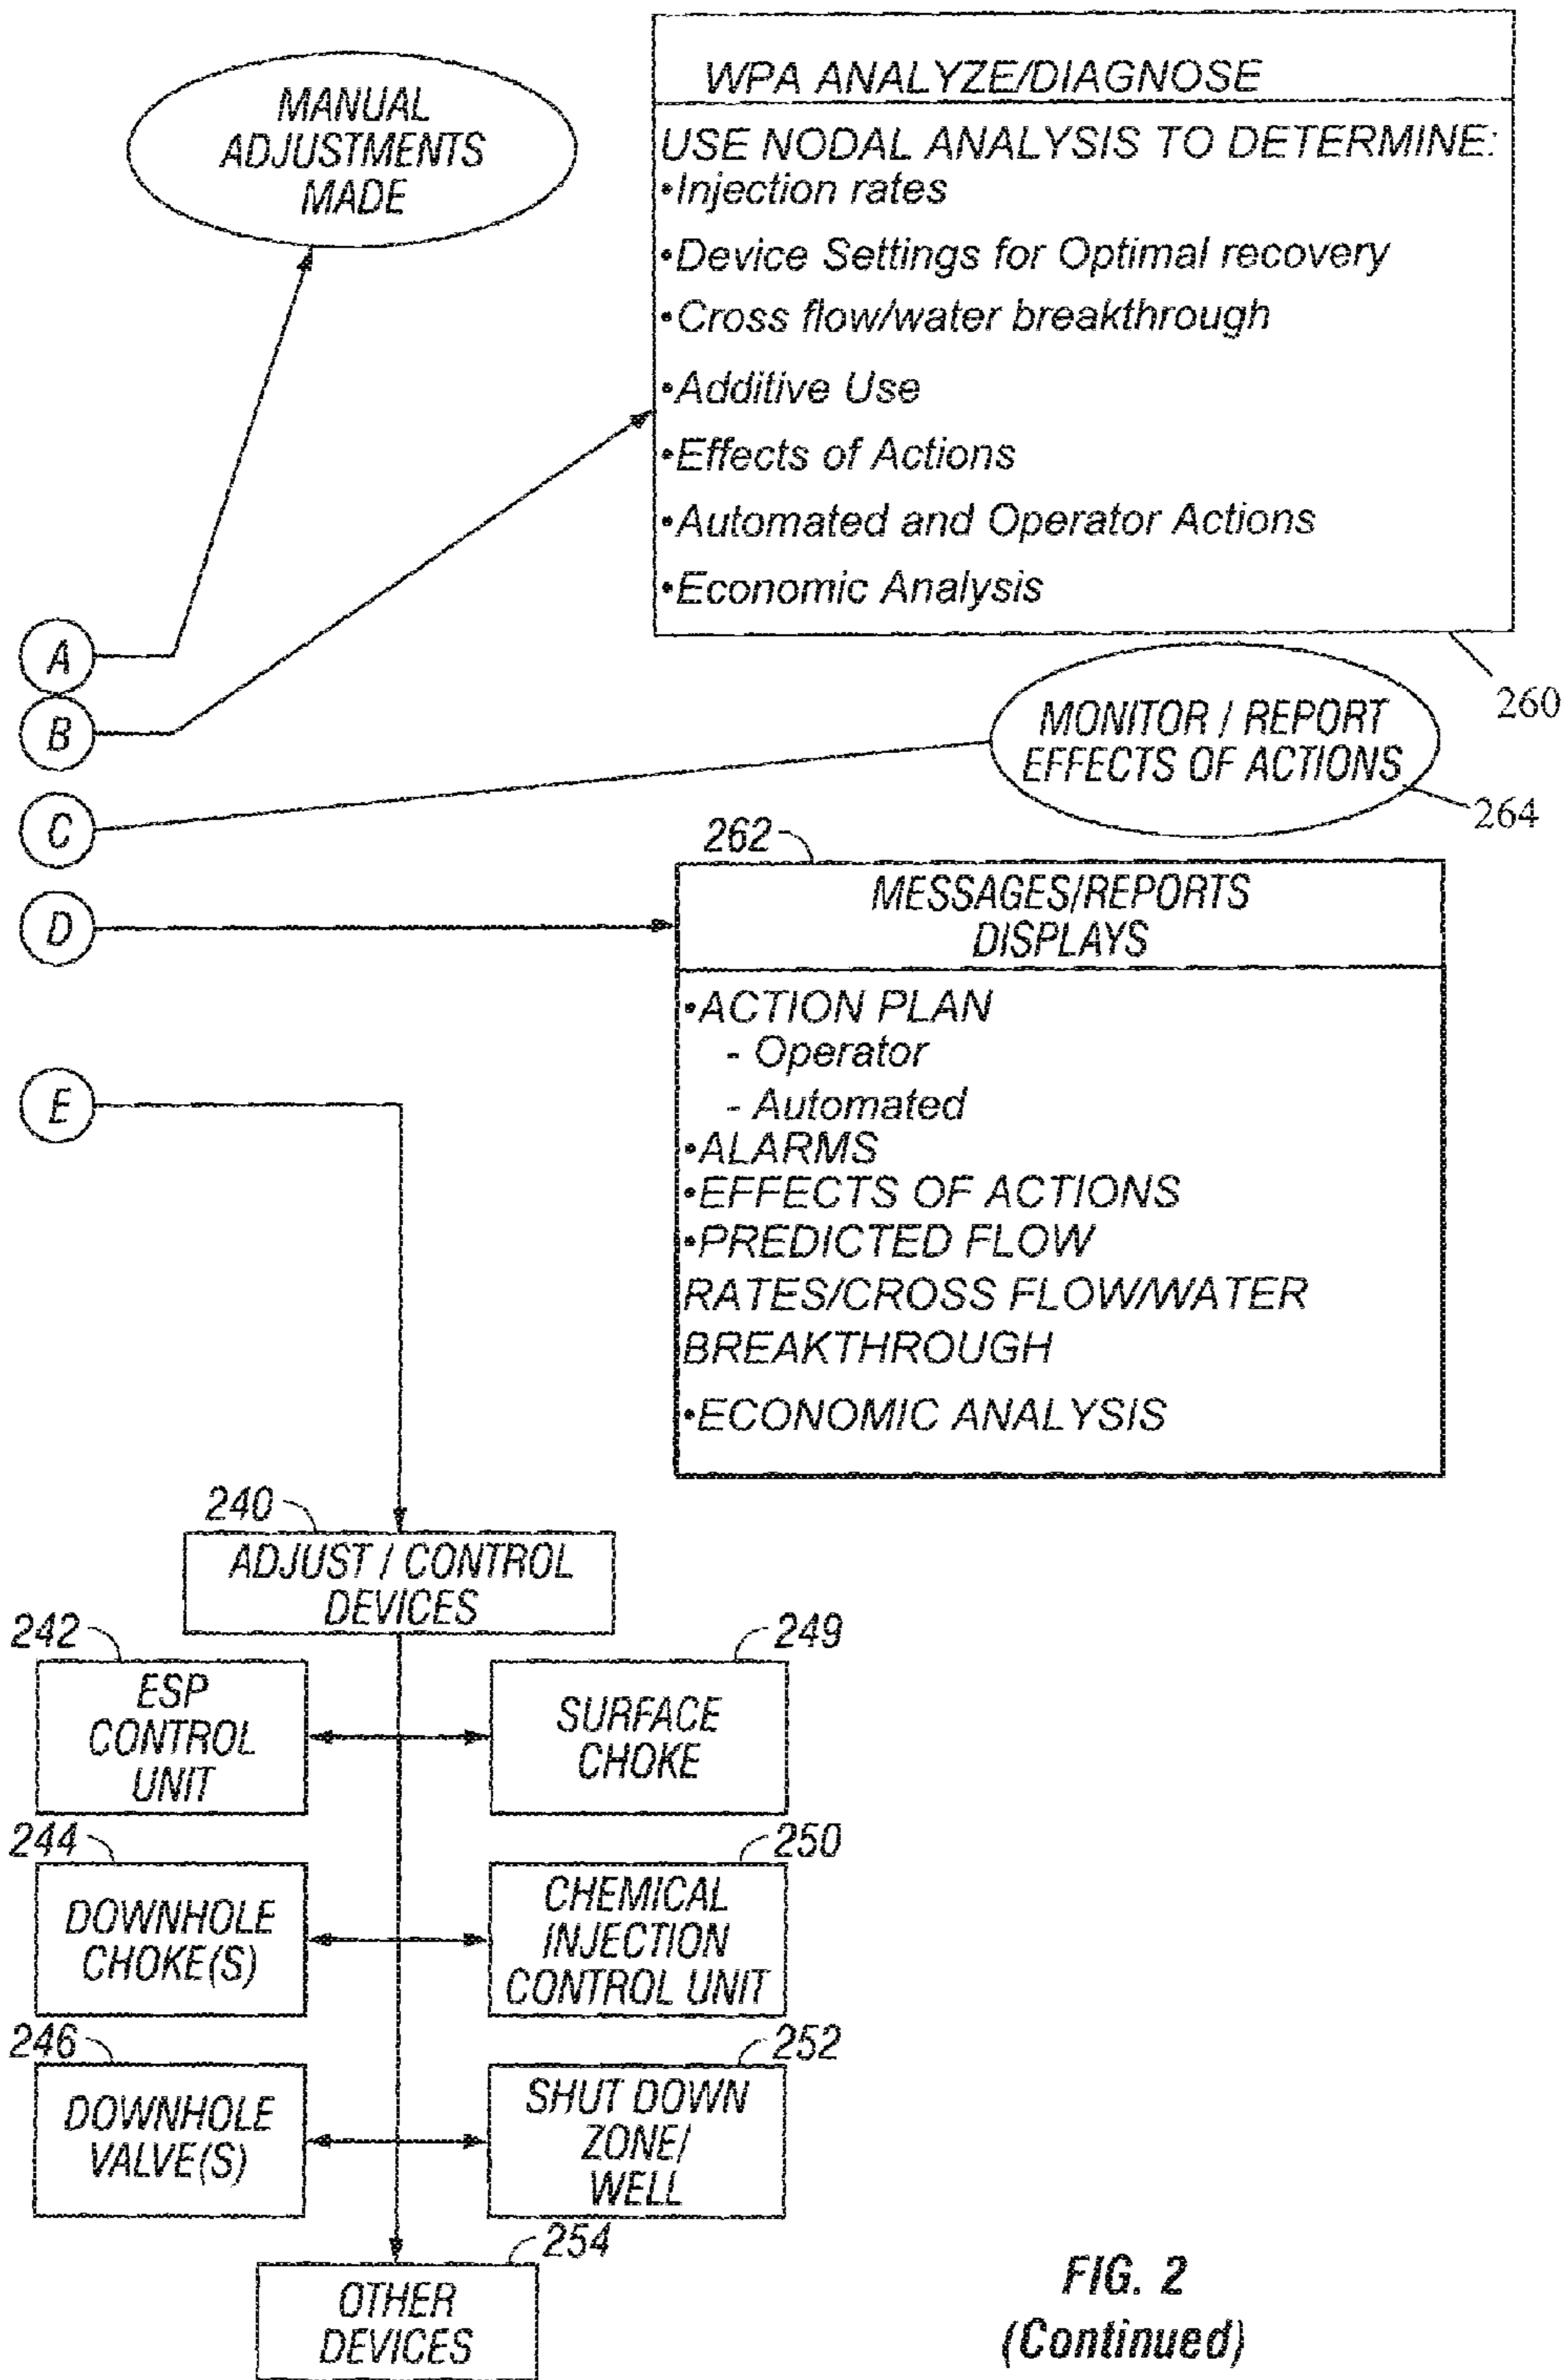 MANUAL
ADJUSTMENTS
MADE
WPA ANALYZE/DIAGNOSE
USE NODAL ANALYSIS TO DETERMINE:
•Injection rates
•Device Settings for Optimal recovery
•Cross flow/water breakthrough
•Additive Use
•Effects of Actions
•Automated and Operator Actions
•Economic Analysis
260
A
B
C
D
E
MONITOR / REPORT
EFFECTS OF ACTIONS
264
262
MESSAGES/REPORTS
DISPLAYS
•ACTION PLAN
- Operator
- Automated
•ALARMS
•EFFECTS OF ACTIONS
•PREDICTED FLOW
RATES/CROSS FLOW/WATER
BREAKTHROUGH
•ECONOMIC ANALYSIS
240
ADJUST / CONTROL
DEVICES
242
ESP
CONTROL
UNIT
249
SURFACE
CHOKE
244
DOWNHOLE
CHOKE(S)
250
CHEMICAL
INJECTION
CONTROL UNIT
246
DOWNHOLE
VALVE(S)
252
SHUT DOWN
ZONE/
WELL
254
OTHER
DEVICES
FIG. 2
(Continued)